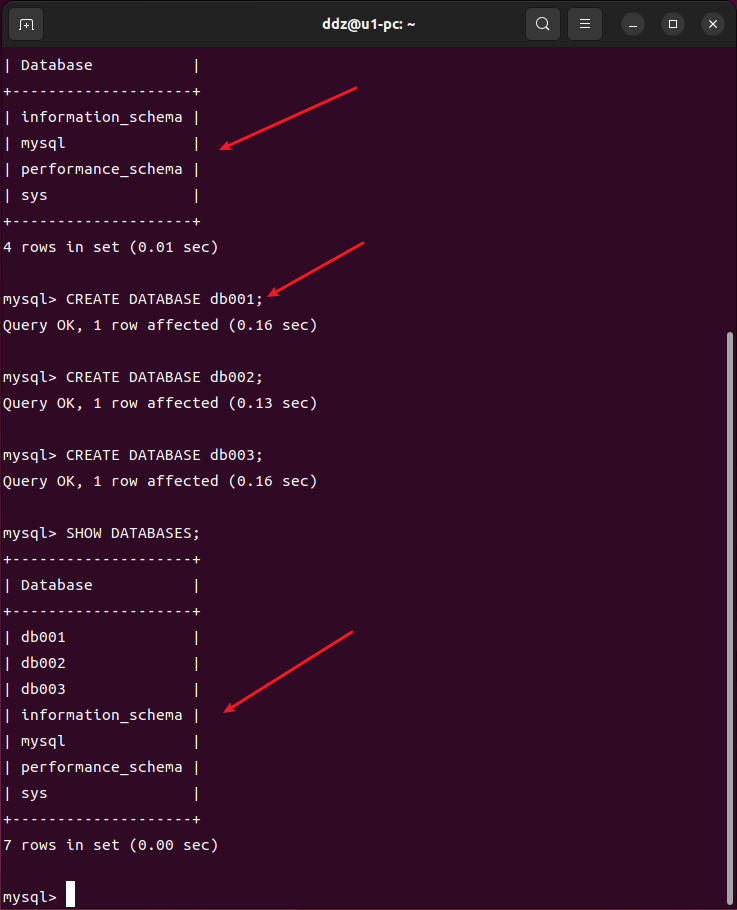 ddz@u1-pc: ~
| Database           |
+--------------------+
| information_schema |
| mysql              |
| performance_schema |
| sys                |
+--------------------+
4 rows in set (0.01 sec)
mysql> CREATE DATABASE db001;
Query OK, 1 row affected (0.16 sec)
mysql> CREATE DATABASE db002;
Query OK, 1 row affected (0.13 sec)
mysql> CREATE DATABASE db003;
Query OK, 1 row affected (0.16 sec)
mysql> SHOW DATABASES;
+--------------------+
| Database           |
+--------------------+
| db001              |
| db002              |
| db003              |
| information_schema |
| mysql              |
| performance_schema |
| sys                |
+--------------------+
7 rows in set (0.00 sec)
mysql>